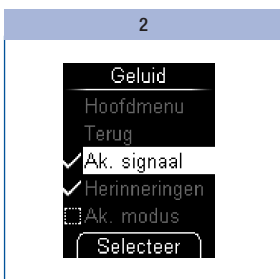 2
Geluid
Hoofdmenu
Terug
Ak. signaal
Herinneringen
Ak. modus
Selecteer